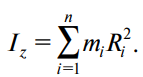 I_z = \sum_{i=1}^{n} m_i R_i^2.